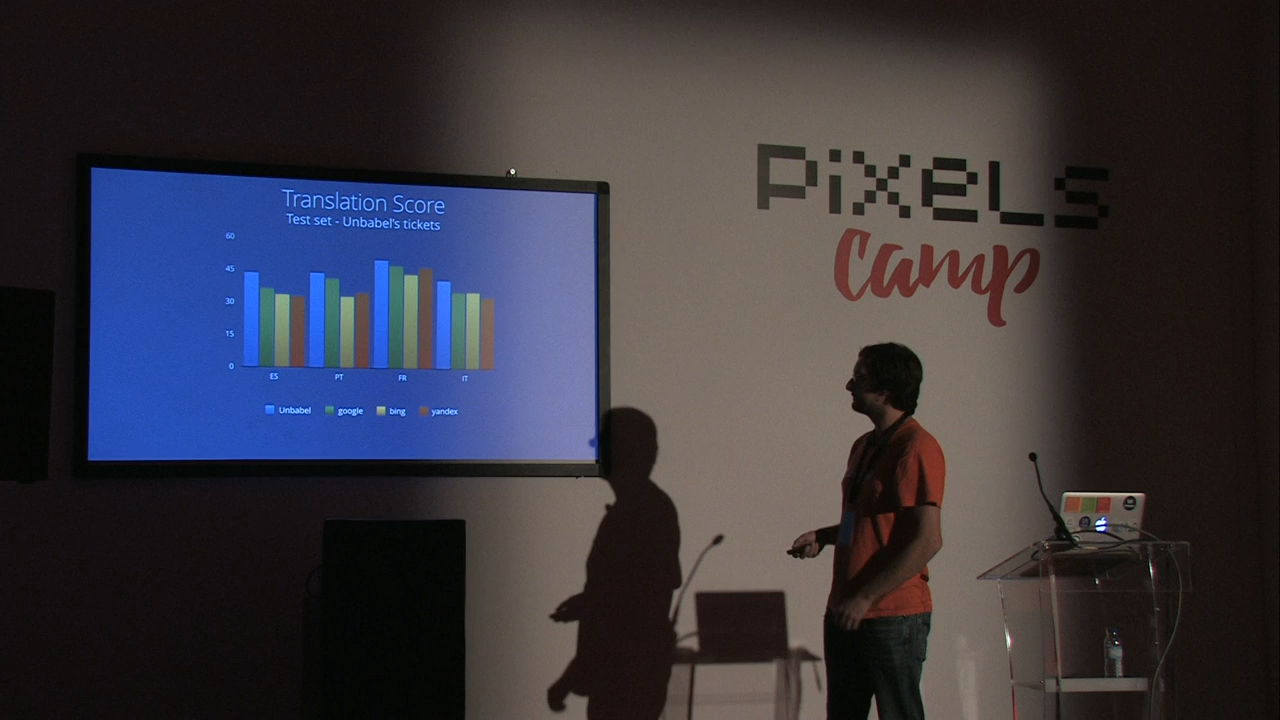 Translation Score
Test set - Unbabel's tickets
60
45
30
15
0
ES PT FR IT
Unbabel google bing yandex
PIXELS
camp